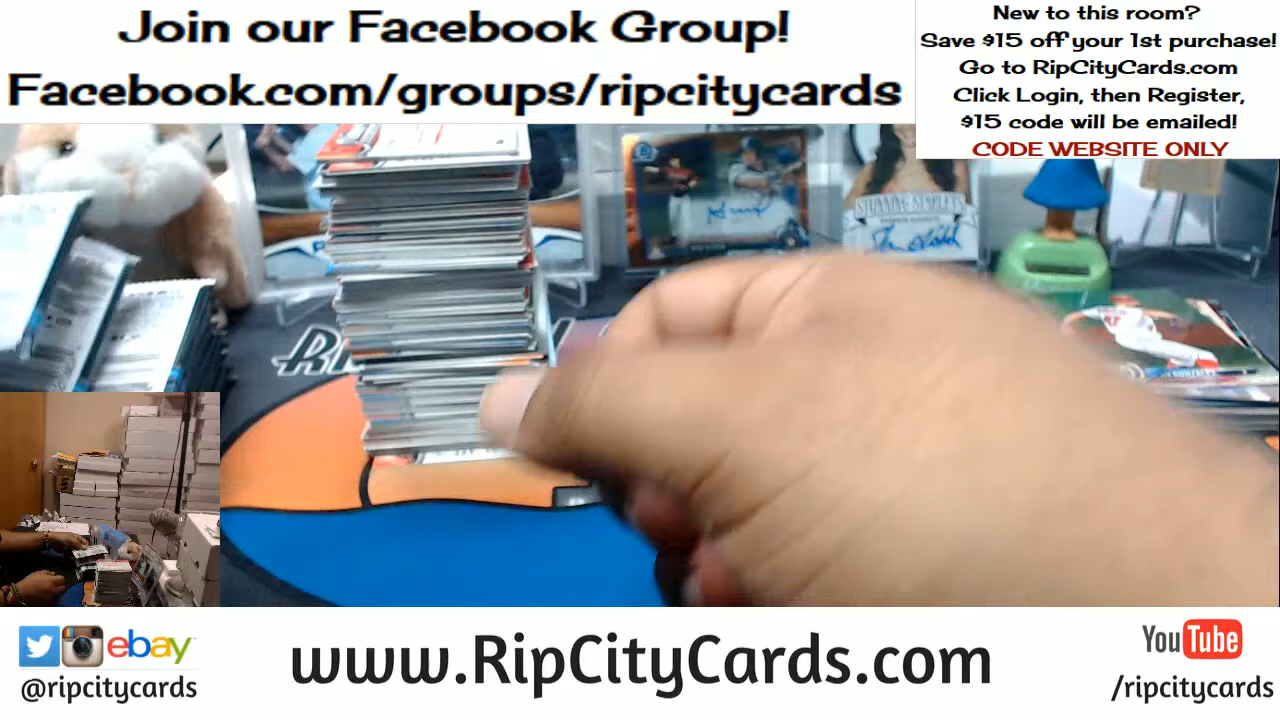 Join our Facebook Group!
Facebook.com/groups/ripcitycards
New to this room?
Save $15 off your 1st purchase!
Go to RipCityCards.com
Click Login, then Register,
$15 code will be emailed!
CODE WEBSITE ONLY
STUNNING STARLETS
ebay
@ripcitycards
www.RipCityCards.com
YouTube
/ripcitycards